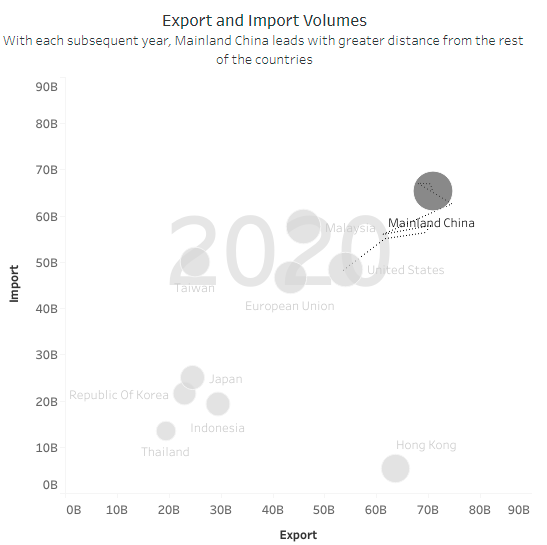 Export and Import Volumes
With each subsequent year, Mainland China leads with greater distance from the rest
of the countries
90B
80B
70B
60B
50B
40B
30B
20B
10B
0B
Import
2020
Mainland China
Malaysia
United States
Taiwan
European Union
Japan
Republic Of Korea
Indonesia
Thailand
Hong Kong
0B
10B
20B
30B
40B
50B
60B
70B
80B
90B
Export